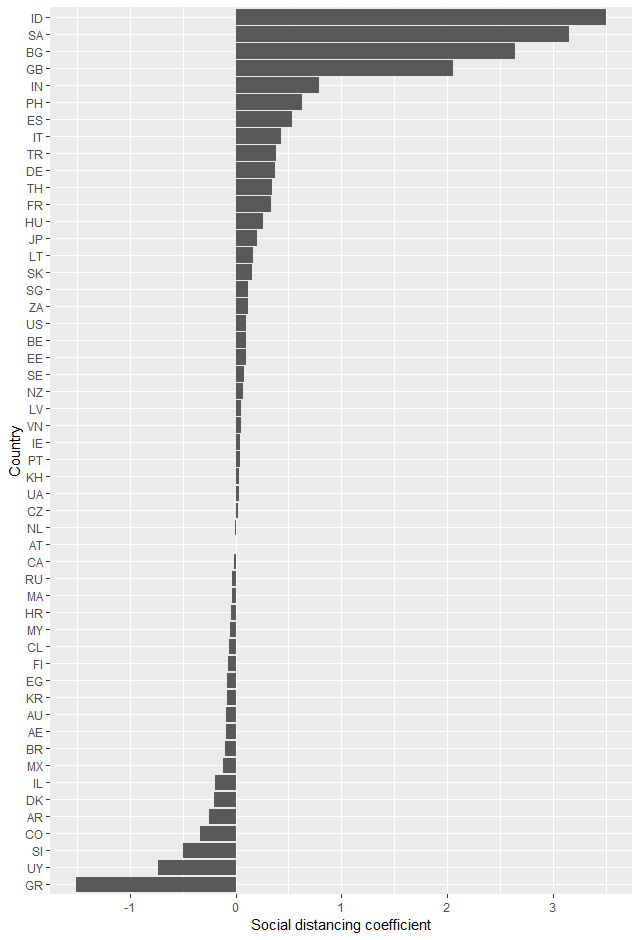 ID
SA
BG
GB
IN
PH
ES
IT
TR
DE
TH
FR
HU
JP
LT
SK
SG
ZA
US
BE
EE
SE
NZ
LV
VN
IE
PT
KH
UA
CZ
NL
AT
CA
RU
MA
HR
MY
CL
FI
EG
KR
AU
AE
BR
MX
IL
DK
AR
CO
SI
UY
GR
Country
-1 0 1 2 3
Social distancing coefficient